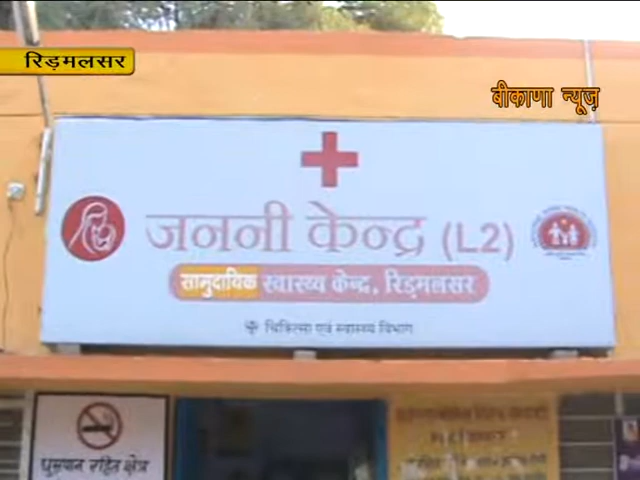 रिड़मलसर
बीकाणा न्यूज़
जननी केन्द्र (L2)
सामुदायिक स्वास्थ्य केन्द्र, रिड़मलसर
चिकित्सा एवं स्वास्थ्य विभाग
धूम्रपान रहित क्षेत्र